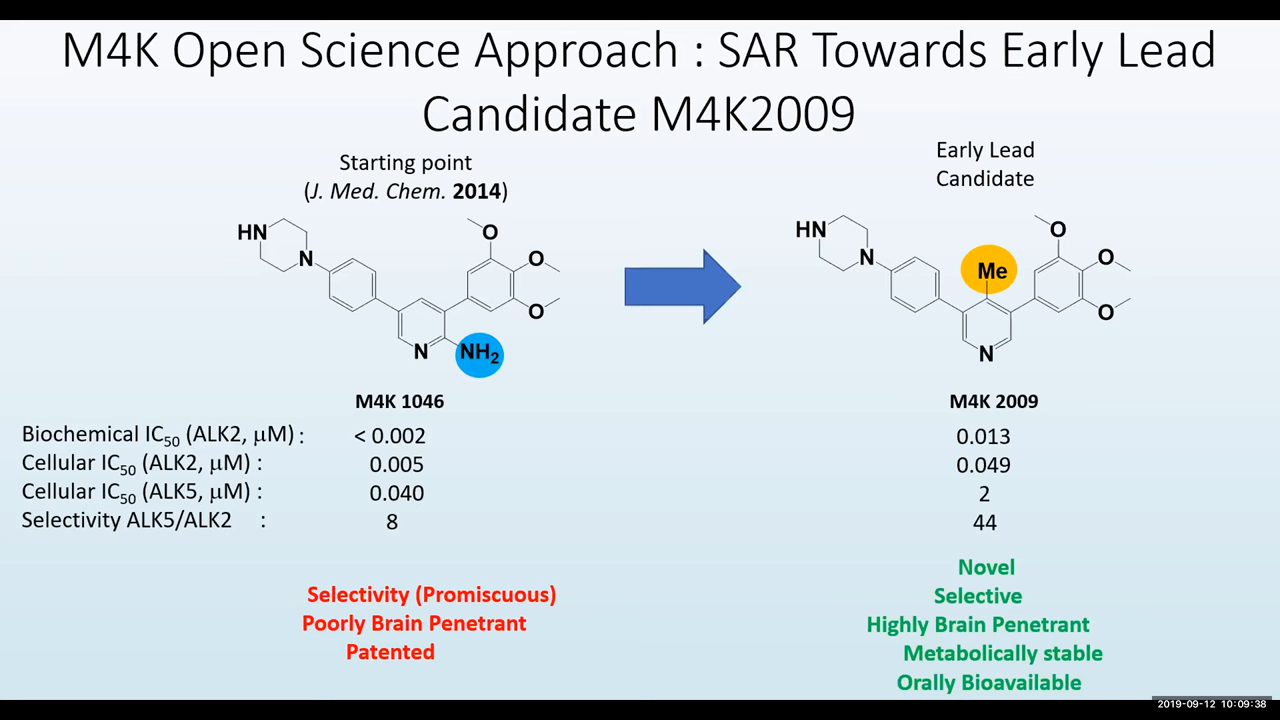 M4K Open Science Approach : SAR Towards Early Lead
Candidate M4K2009
Starting point
(J. Med. Chem. 2014)
Early Lead
Candidate
HN
N
O
O
O
N
NH2
HN
N
Me
O
O
O
N
M4K 1046
M4K 2009
Biochemical IC50 (ALK2, µM) : < 0.002 0.013
Cellular IC50 (ALK2, µM) : 0.005 0.049
Cellular IC50 (ALK5, µM) : 0.040 2
Selectivity ALK5/ALK2 : 8 44
Selectivity (Promiscuous)
Poorly Brain Penetrant
Patented
Novel
Selective
Highly Brain Penetrant
Metabolically stable
Orally Bioavailable
2019-09-12 10:09:38